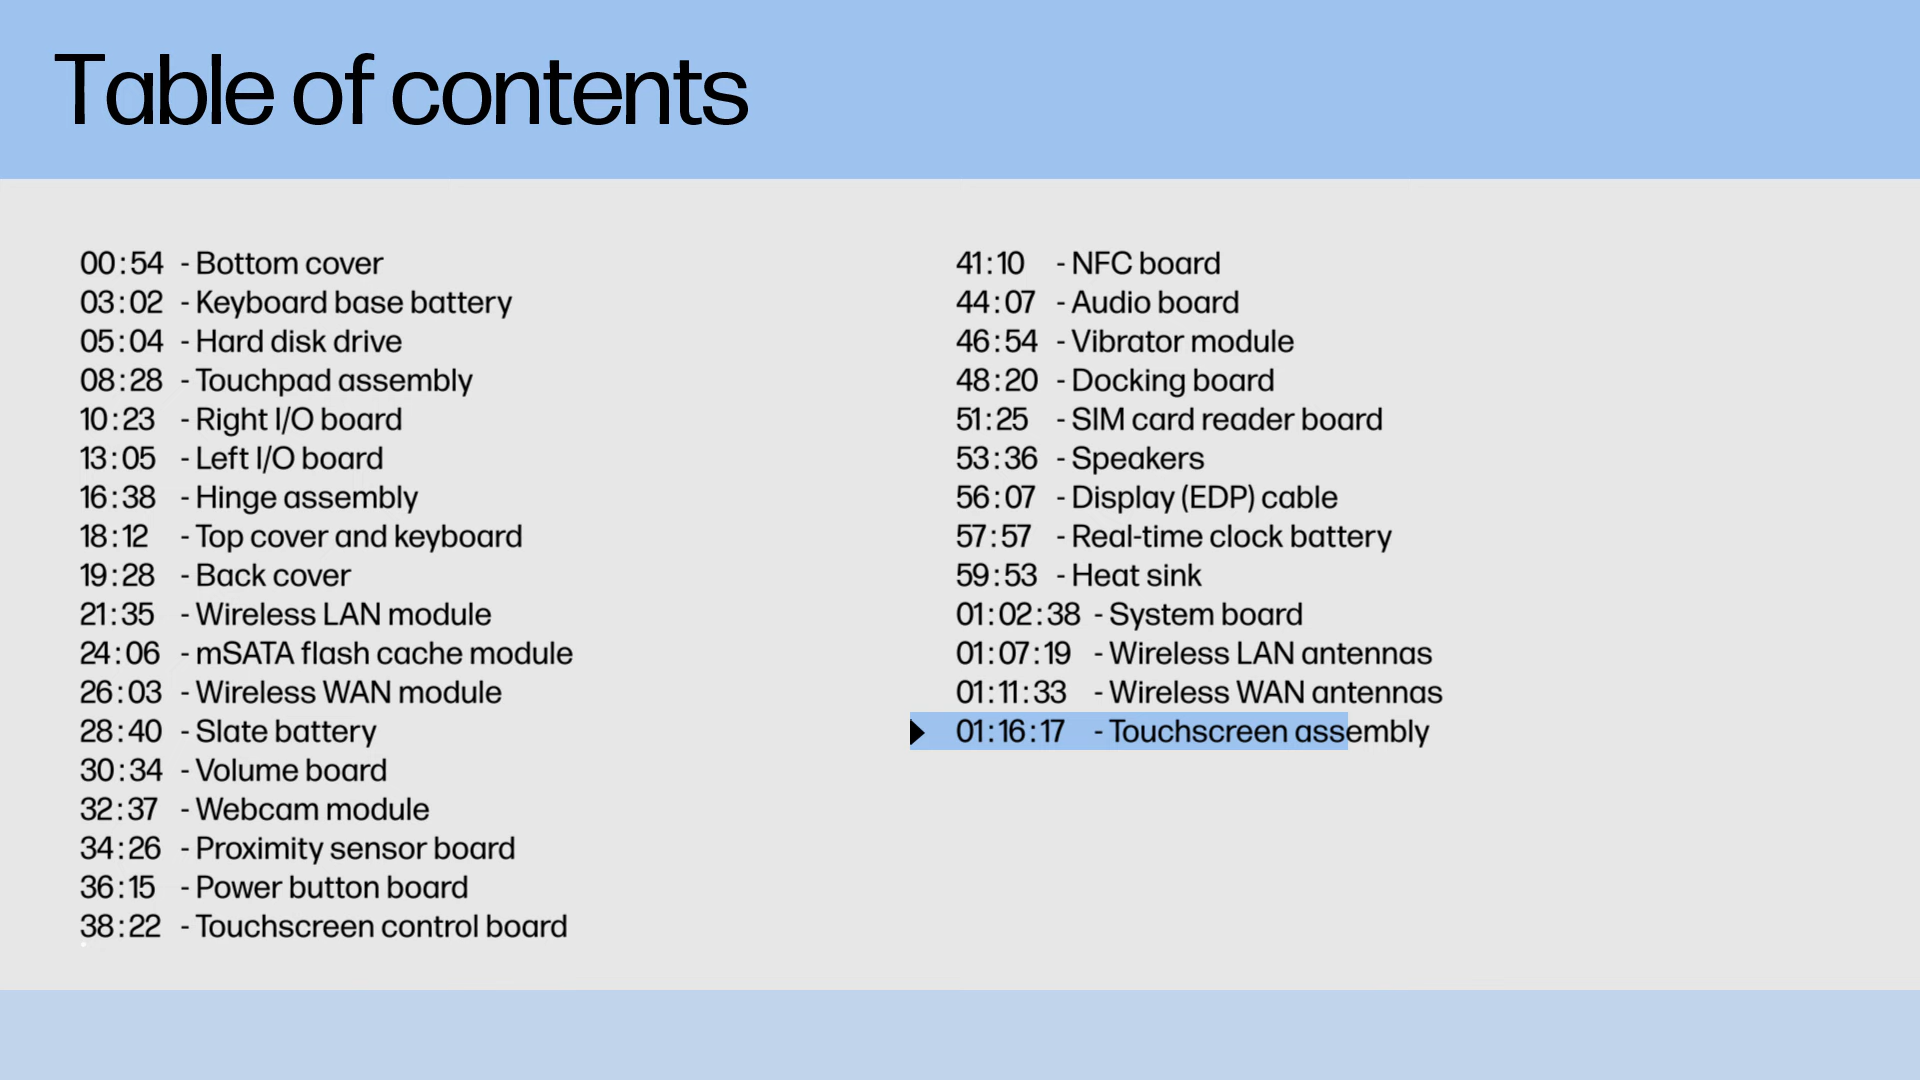 Table of contents
00:54 - Bottom cover
03:02 - Keyboard base battery
05:04 - Hard disk drive
08:28 - Touchpad assembly
10:23 - Right I/O board
13:05 - Left I/O board
16:38 - Hinge assembly
18:12 - Top cover and keyboard
19:28 - Back cover
21:35 - Wireless LAN module
24:06 - mSATA flash cache module
26:03 - Wireless WAN module
28:40 - Slate battery
30:34 - Volume board
32:37 - Webcam module
34:26 - Proximity sensor board
36:15 - Power button board
38:22 - Touchscreen control board
41:10 - NFC board
44:07 - Audio board
46:54 - Vibrator module
48:20 - Docking board
51:25 - SIM card reader board
53:36 - Speakers
56:07 - Display (EDP) cable
57:57 - Real-time clock battery
59:53 - Heat sink
01:02:38 - System board
01:07:19 - Wireless LAN antennas
01:11:33 - Wireless WAN antennas
01:16:17 - Touchscreen assembly